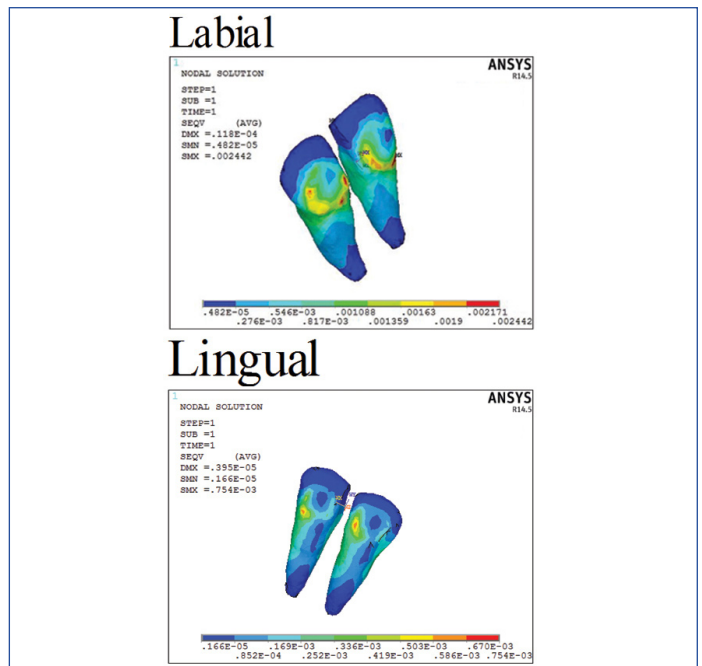 Labial
1
ANSYS
R14.5
NODAL SOLUTION
STEP=1
SUB =1
TIME=1
SEQV (AVG)
DMX =.118E-04
SMN =.482E-05
SMX =.002442
MX
MX
.482E-05 .546E-03 .001088 .00163 .002171
.276E-03 .817E-03 .001359 .0019 .002442
Lingual
1
ANSYS
R14.5
NODAL SOLUTION
STEP=1
SUB =1
TIME=1
SEQV (AVG)
DMX =.395E-05
SMN =.166E-05
SMX =.754E-03
.166E-05 .169E-03 .336E-03 .503E-03 .670E-03
.852E-04 .252E-03 .419E-03 .586E-03 .754E-03